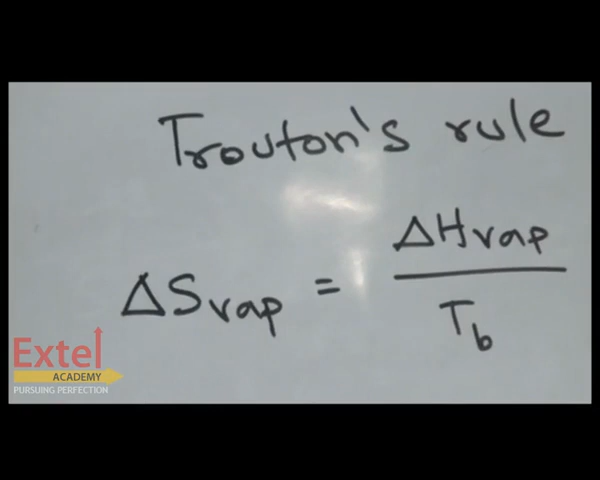 Trouton's rule
ΔSvap = ΔHvap / Tb
Extel
ACADEMY
PURSUING PERFECTION